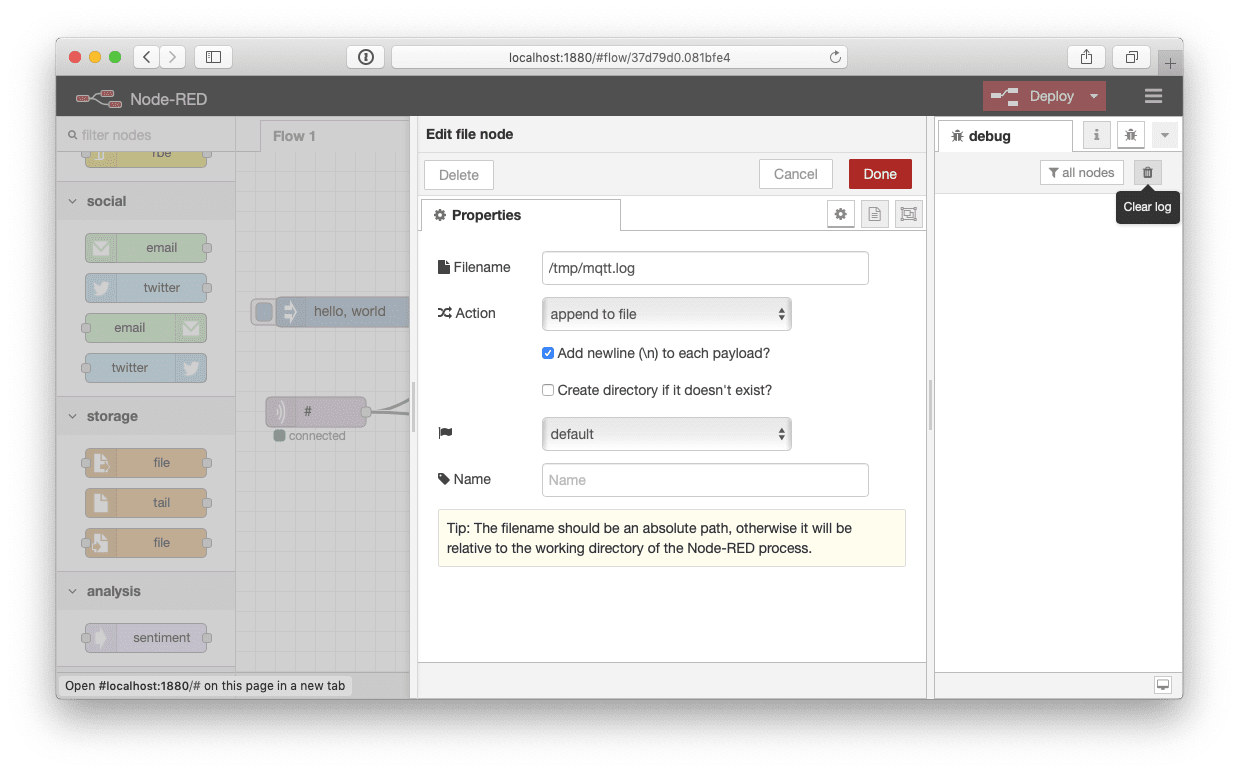 localhost:1880/#flow/37d79d0.081bfe4
Node-RED
Deploy
filter nodes
Flow 1
Edit file node
debug
i
Delete
Cancel
Done
all nodes
Clear log
rbe
social
email
twitter
email
twitter
storage
file
tail
file
analysis
sentiment
hello, world
#
connected
Properties
Filename
/tmp/mqtt.log
Action
append to file
Add newline (\n) to each payload?
Create directory if it doesn't exist?
default
Name
Name
Tip: The filename should be an absolute path, otherwise it will be
relative to the working directory of the Node-RED process.
Open #localhost:1880/# on this page in a new tab